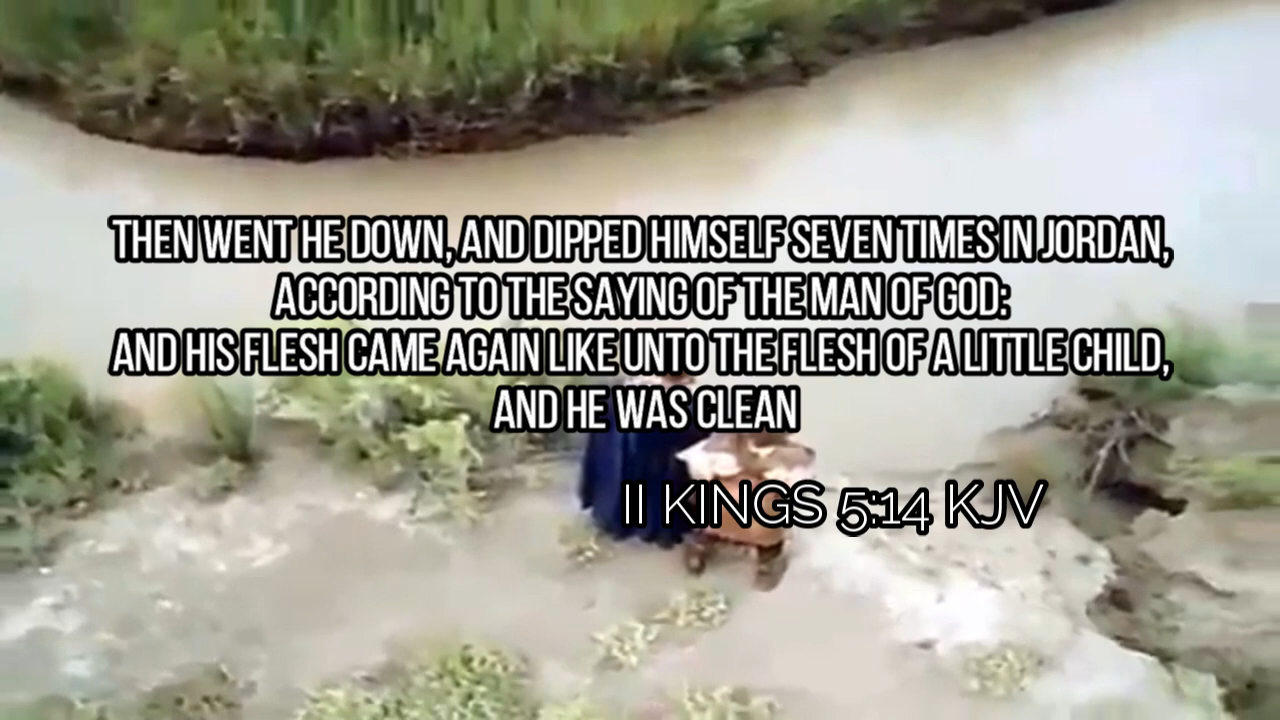 THEN WENT HE DOWN, AND DIPPED HIMSELF SEVEN TIMES IN JORDAN,
ACCORDING TO THE SAYING OF THE MAN OF GOD:
AND HIS FLESH CAME AGAIN LIKE UNTO THE FLESH OF A LITTLE CHILD,
AND HE WAS CLEAN
II KINGS 5:14 KJV